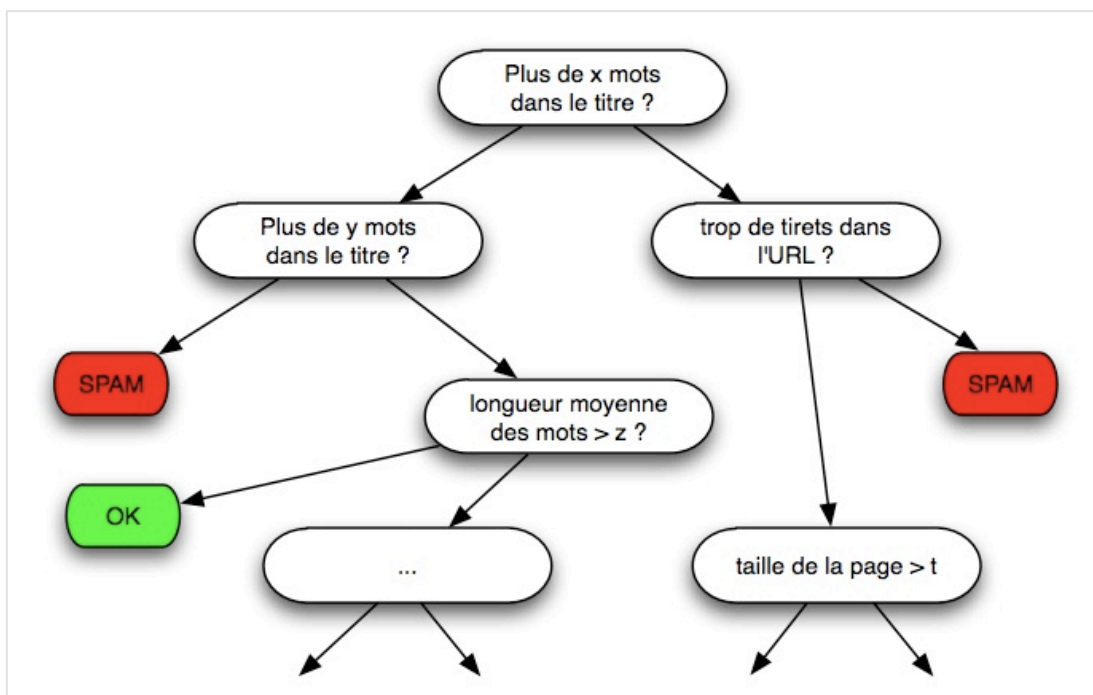 Plus de x mots
dans le titre ?
Plus de y mots
dans le titre ?
trop de tirets dans
l'URL ?
SPAM
SPAM
longueur moyenne
des mots > z ?
OK
...
taille de la page > t